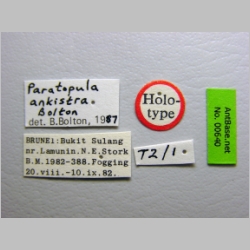 Paratopula
ankistra.
Bolton
det. B.Bolton, 1987
Holo-
type
BRUNEI: Bukit Sulang
nr.Lamunin.N.E.Stork
B.M.1982-388.Fogging
20.viii.-10.ix.82.
T2/1.
AntBase.net
No. 00640